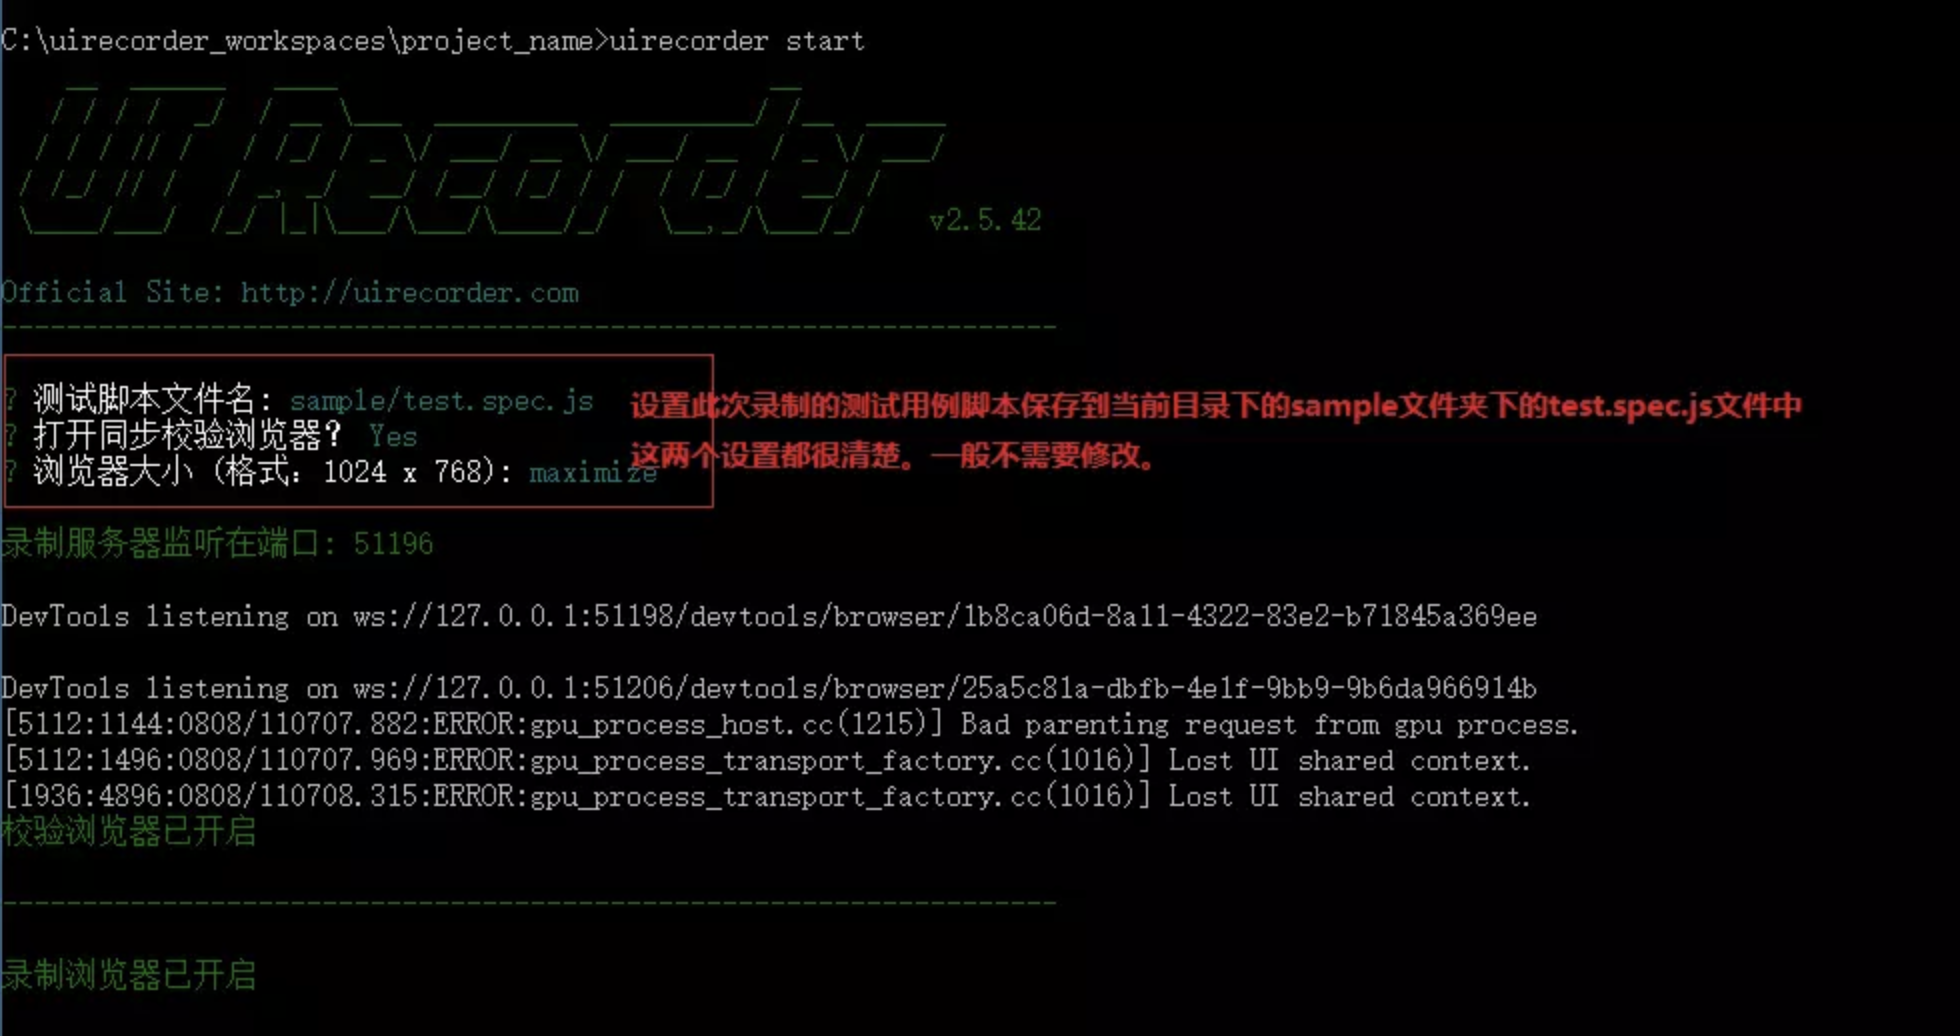 C:\uirecorder_workspaces\project_name>uirecorder start
UI Recorder v2.5.42
Official Site: http://uirecorder.com
? 测试脚本文件名: sample/test.spec.js
设置此次录制的测试用例脚本保存到当前目录下的sample文件夹下的test.spec.js文件中
? 打开同步校验浏览器? Yes
这两个设置都很清楚。一般不需要修改。
? 浏览器大小 (格式: 1024 x 768): maximize
录制服务器监听在端口: 51196
DevTools listening on ws://127.0.0.1:51198/devtools/browser/1b8ca06d-8a11-4322-83e2-b71845a369ee
DevTools listening on ws://127.0.0.1:51206/devtools/browser/25a5c81a-dbfb-4e1f-9bb9-9b6da966914b
[5112:1144:0808/110707.882:ERROR:gpu_process_host.cc(1215)] Bad parenting request from gpu process.
[5112:1496:0808/110707.969:ERROR:gpu_process_transport_factory.cc(1016)] Lost UI shared context.
[1936:4896:0808/110708.315:ERROR:gpu_process_transport_factory.cc(1016)] Lost UI shared context.
校验浏览器已开启
录制浏览器已开启